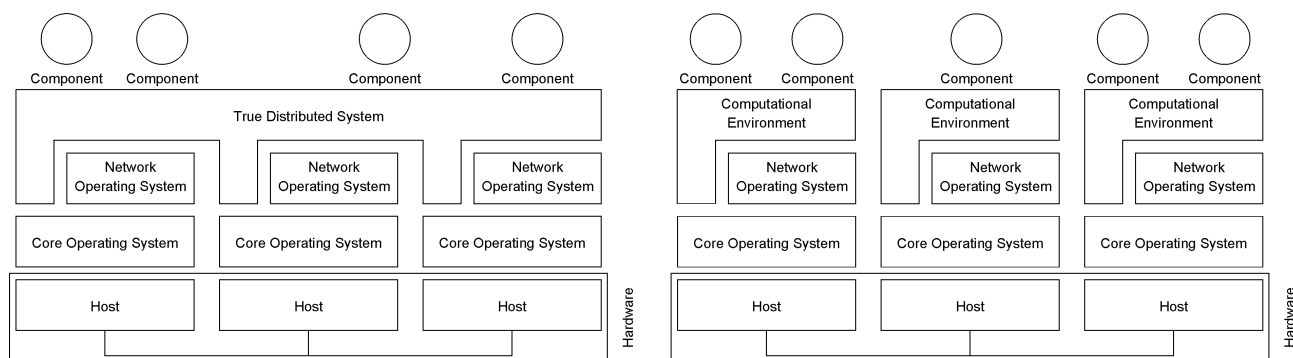 Component Component Component Component
True Distributed System
Network
Operating System
Network
Operating System
Network
Operating System
Core Operating System Core Operating System Core Operating System
Host Host Host
Hardware
Component Component Component Component Component
Computational
Environment
Computational
Environment
Computational
Environment
Network
Operating System
Network
Operating System
Network
Operating System
Core Operating System Core Operating System Core Operating System
Host Host Host
Hardware